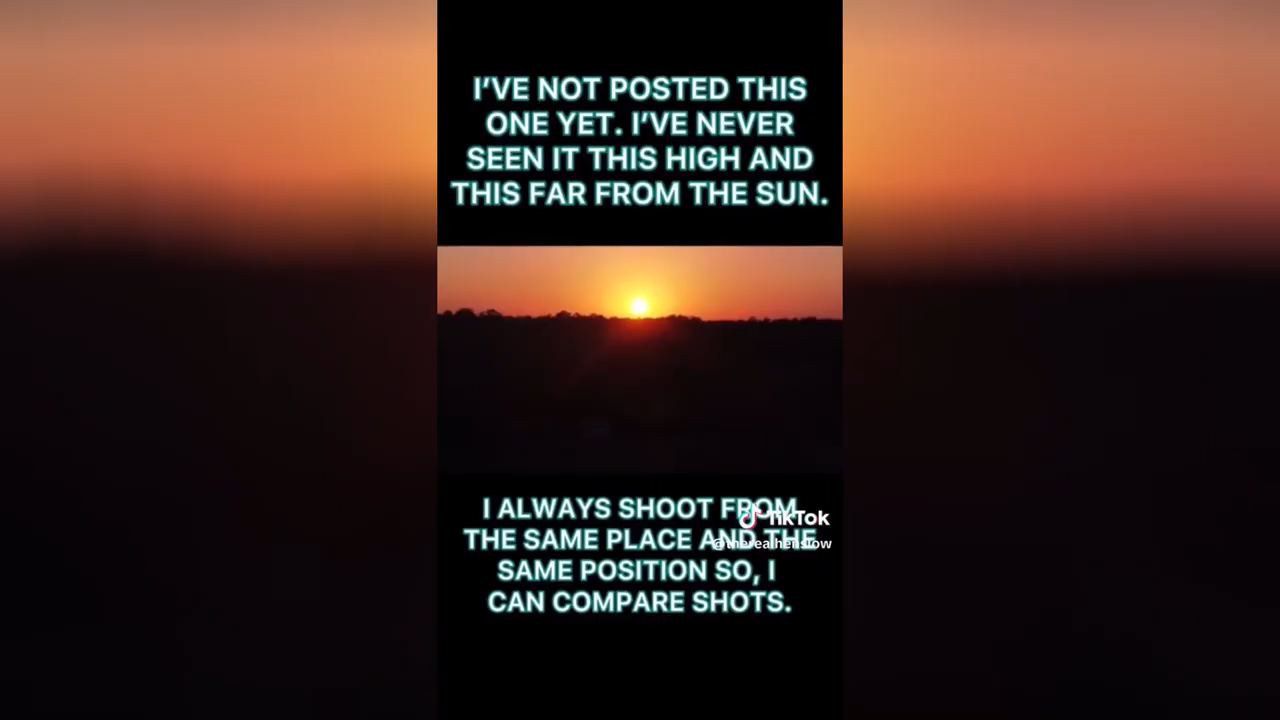 I'VE NOT POSTED THIS
ONE YET. I'VE NEVER
SEEN IT THIS HIGH AND
THIS FAR FROM THE SUN.
I ALWAYS SHOOT FROM
TikTok
THE SAME PLACE AND THE
@therealhenslow
SAME POSITION SO, I
CAN COMPARE SHOTS.